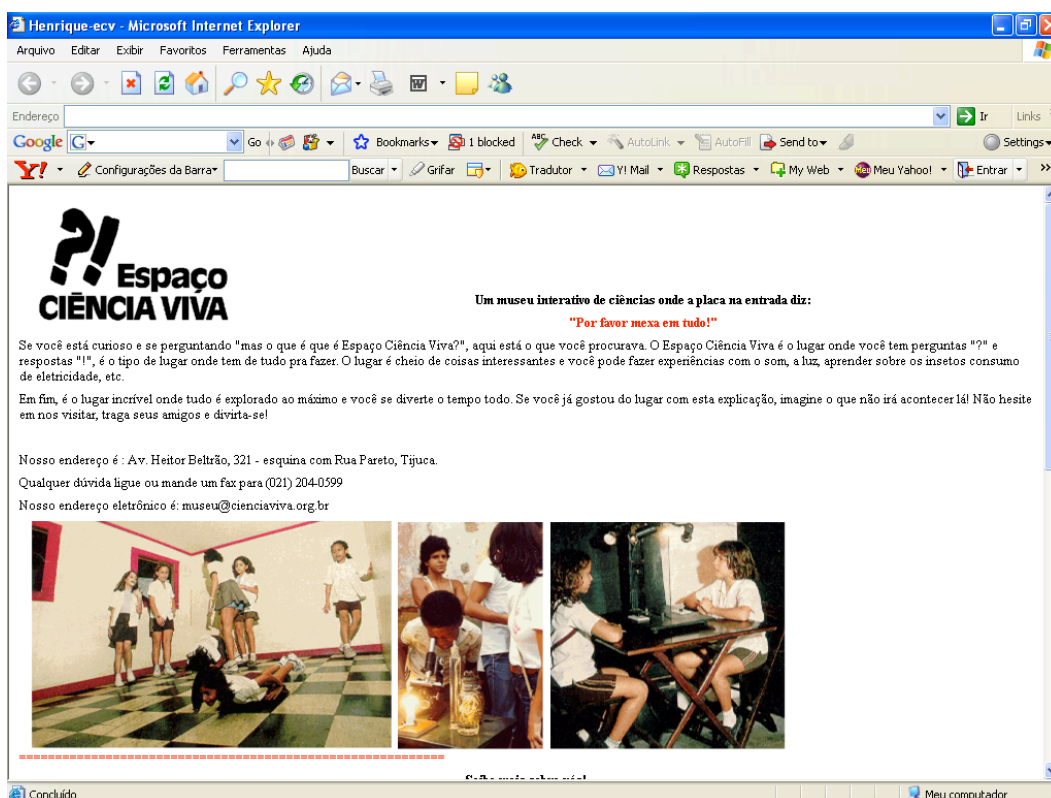 Henrique-ecv - Microsoft Internet Explorer
Arquivo Editar Exibir Favoritos Ferramentas Ajuda
Endereço Ir Links
Google G Go Bookmarks 1 blocked ABC Check AutoLink AutoFill Send to Settings
Y! Configurações da Barra Buscar Grifar Tradutor Y! Mail Respostas My Web Meu Yahoo! Entrar
?! Espaço
CIÊNCIA VIVA
Um museu interativo de ciências onde a placa na entrada diz:
"Por favor mexa em tudo!"
Se você está curioso e se perguntando "mas o que é que é Espaço Ciência Viva?", aqui está o que você procurava. O Espaço Ciência Viva é o lugar onde você tem perguntas "?" e
respostas "!", é o tipo de lugar onde tem de tudo pra fazer. O lugar é cheio de coisas interessantes e você pode fazer experiências com o som, a luz, aprender sobre os insetos consumo
de eletricidade, etc.
Em fim, é o lugar incrível onde tudo é explorado ao máximo e você se diverte o tempo todo. Se você já gostou do lugar com esta explicação, imagine o que não irá acontecer lá! Não hesite
em nos visitar, traga seus amigos e divirta-se!
Nosso endereço é : Av. Heitor Beltrão, 321 - esquina com Rua Pareto, Tijuca.
Qualquer dúvida ligue ou mande um fax para (021) 204-0599
Nosso endereço eletrônico é: museu@cienciaviva.org.br
Saiba mais sobre nós!
Concluído Meu computador